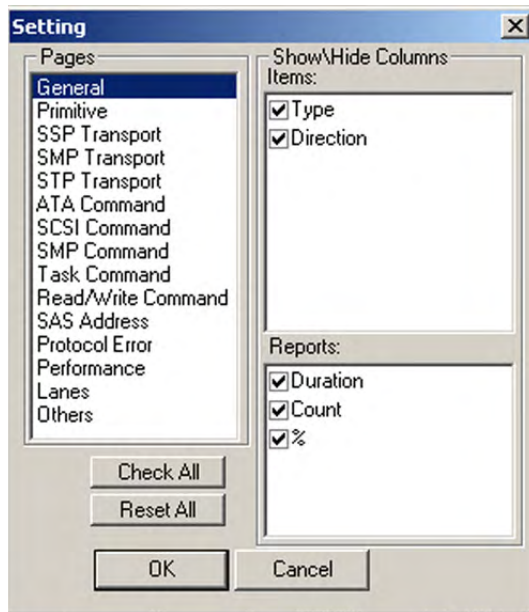 Setting
Pages
General
Primitive
SSP Transport
SMP Transport
STP Transport
ATA Command
SCSI Command
SMP Command
Task Command
Read/Write Command
SAS Address
Protocol Error
Performance
Lanes
Others
Check All
Reset All
Show\Hide Columns
Items:
Type
Direction
Reports:
Duration
Count
%
OK
Cancel